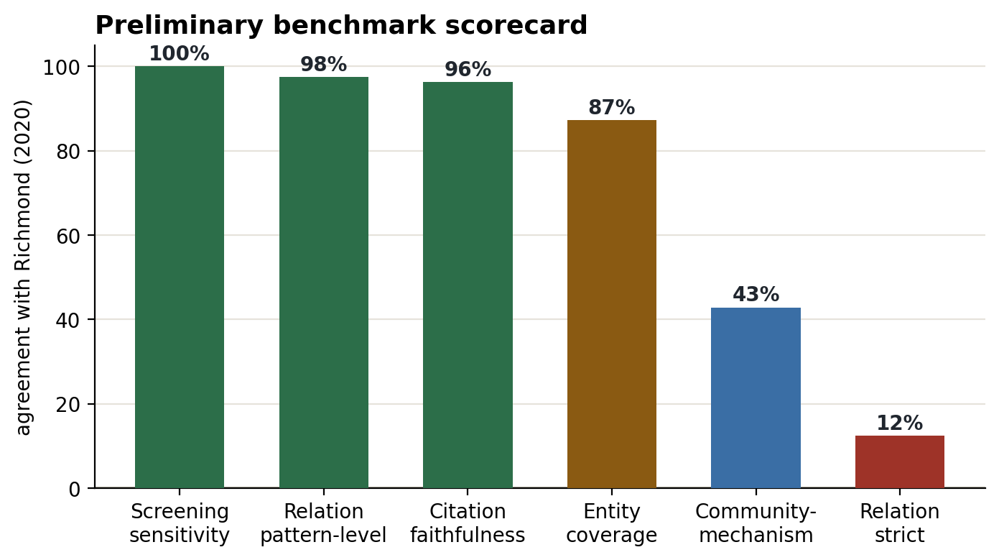 Preliminary benchmark scorecard
agreement with Richmond (2020)
100
80
60
40
20
0
100%
98%
96%
87%
43%
12%
Screening
sensitivity
Relation
pattern-level
Citation
faithfulness
Entity
coverage
Community-
mechanism
Relation
strict